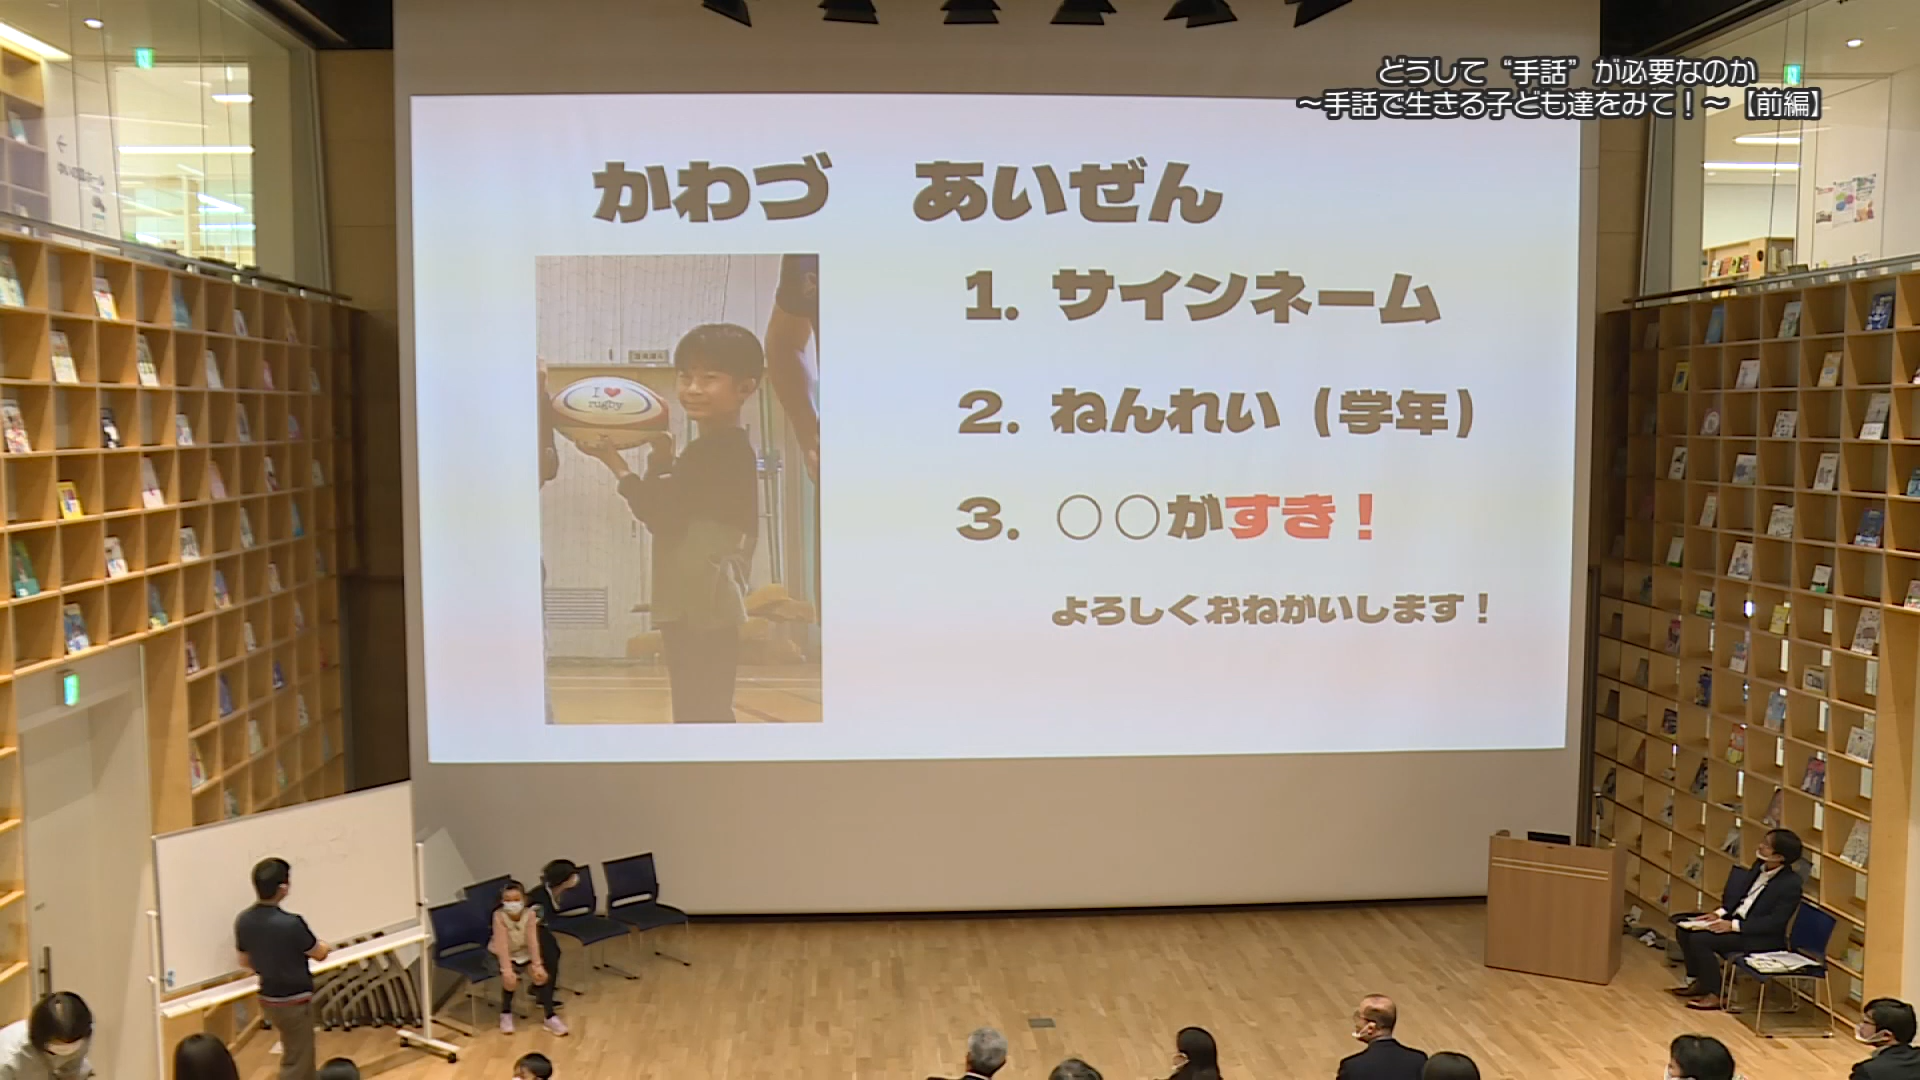 どうして“手話”が必要なのか
～手話で生きる子ども達をみて！～【前編】
かわづ　あいぜん
1. サインネーム
2. ねんれい（学年）
3. ○○がすき！
よろしくおねがいします！
I ❤ rugby